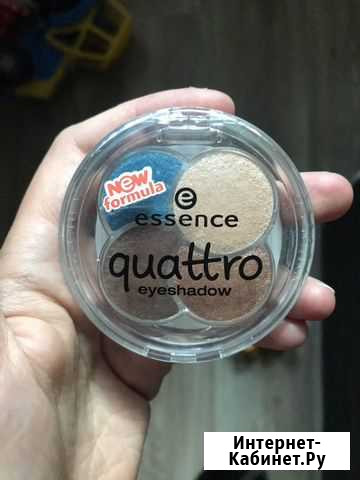 New
formula
e
essence
quattro
eyeshadow
Интернет-
Кабинет.Ру